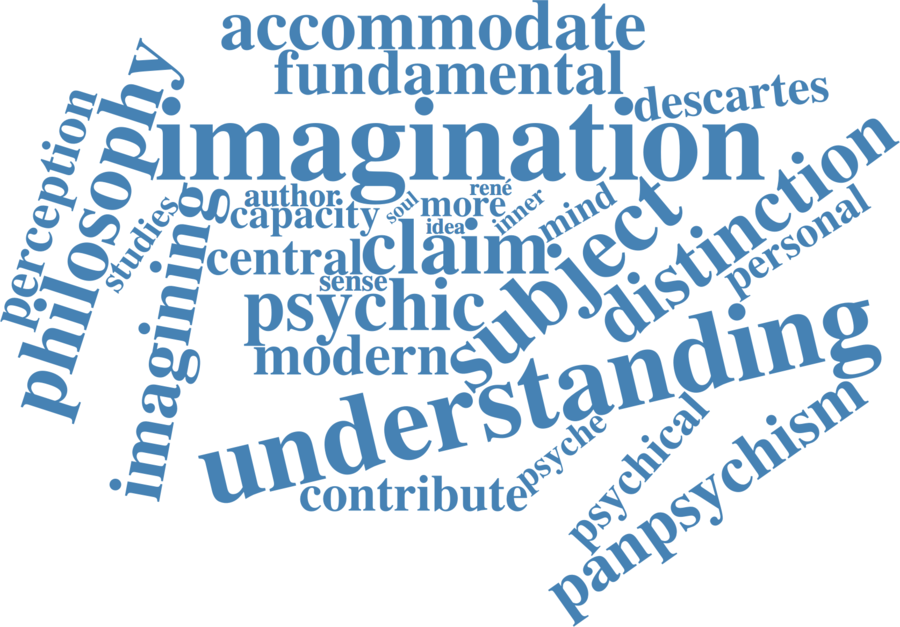 accommodate
fundamental
descartes
imagination
perception
philosophy
studies
imagining
author
capacity
soul
rené
more
idea
inner
mind
central
claim
sense
psychic
modern
subject
distinction
personal
understanding
contribute
psyche
psychical
panpsychism